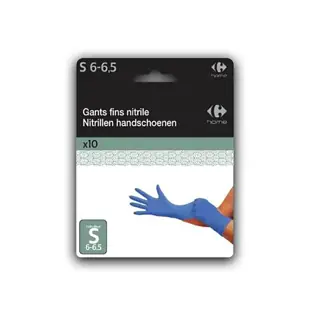 S 6-6,5
home
Gants fins nitrile
Nitrillen handschoenen
home
x10
S
6-6.5